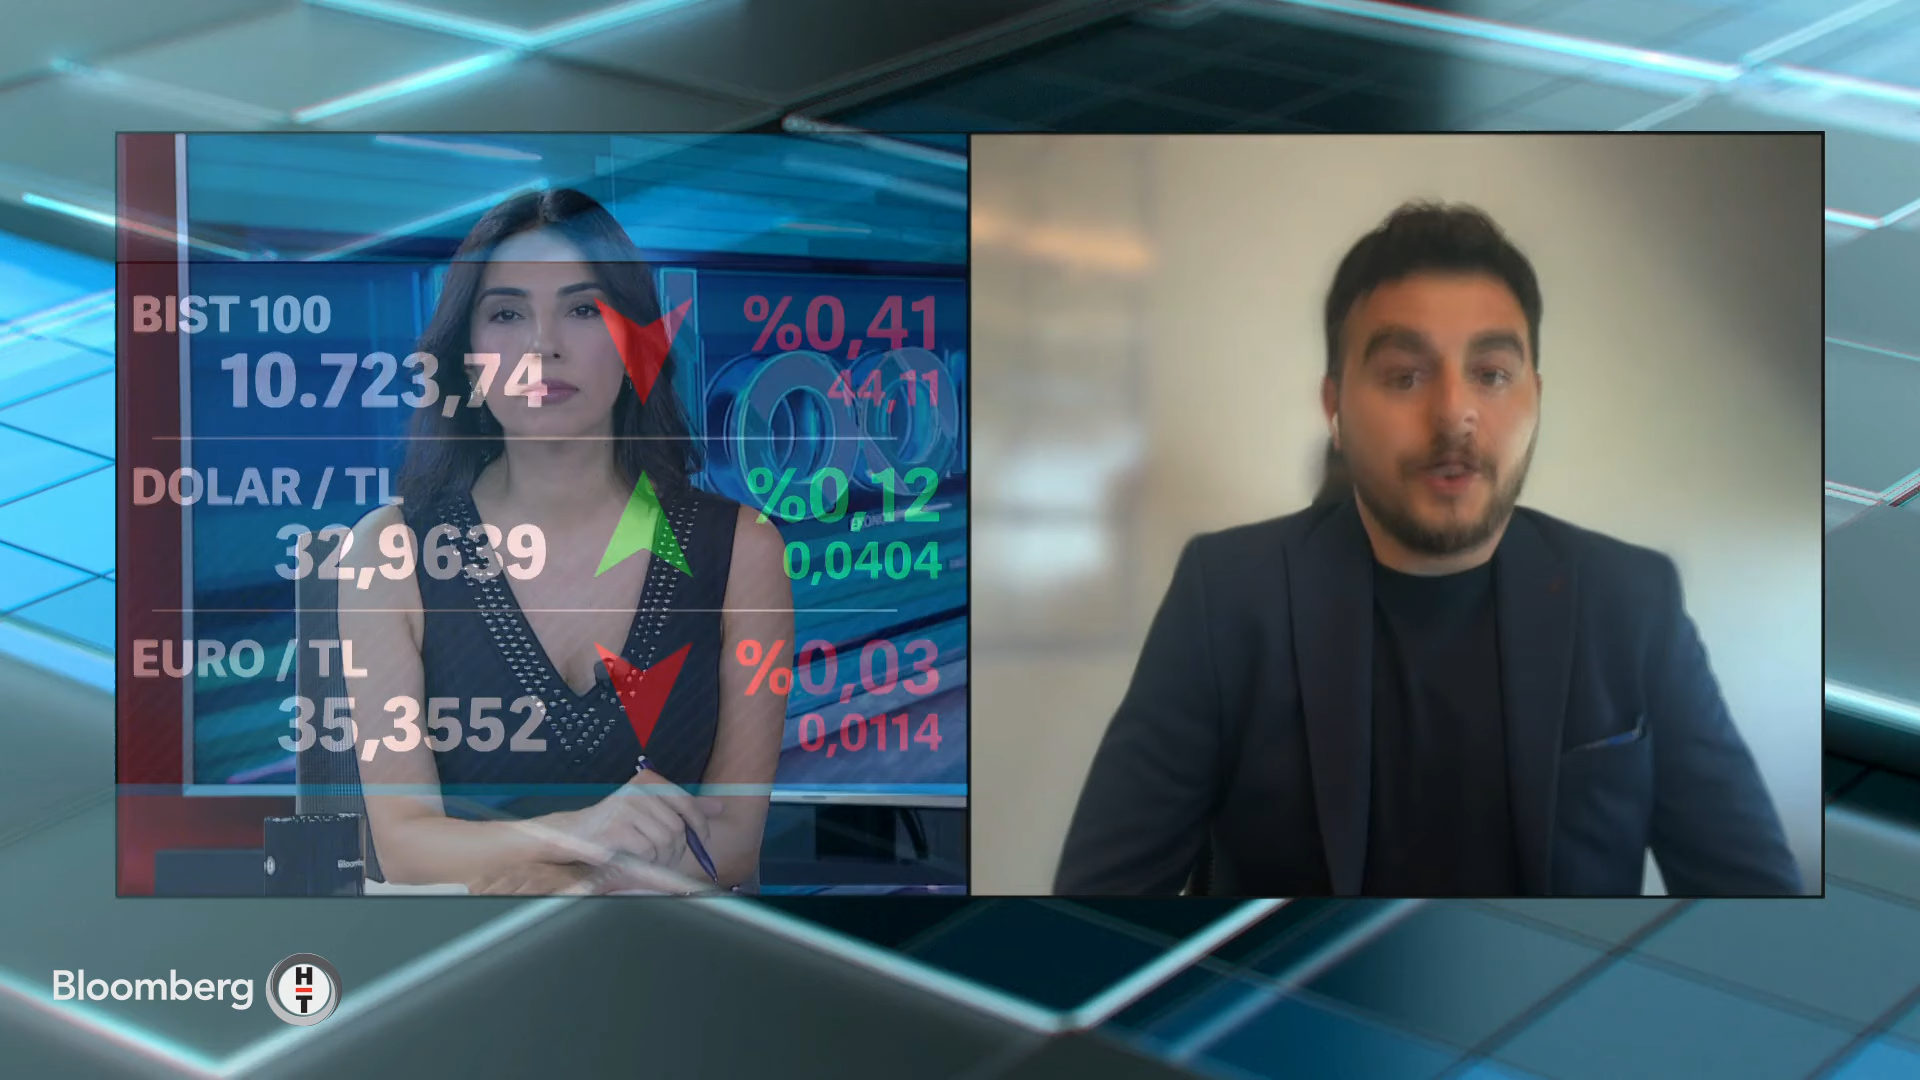 BIST 100
%0,41
10.723,74
44,11
DOLAR / TL
%0,12
32,9639
0,0404
EURO / TL
%0,03
35,3552
0,0114
Bloomberg
H
T